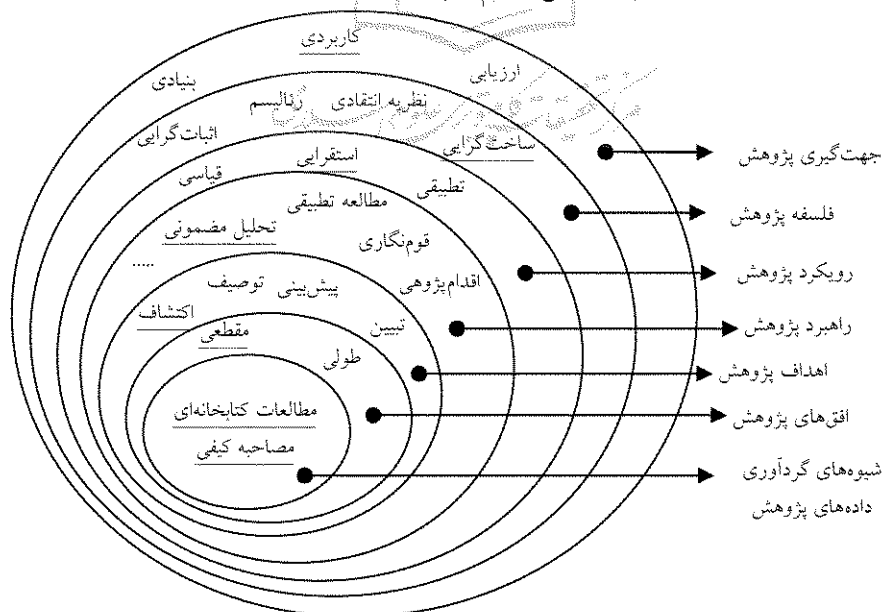 کاربردی
ارزیابی
بنیادی
نظریه انتقادی
رئالیسم
ساخت‌گرایی
اثبات‌گرایی
استقرایی
تطبیقی
قیاسی
مطالعه تطبیقی
تحلیل مضمونی
قوم‌نگاری
.....
اقدام‌پژوهی
پیش‌بینی
توصیف
اکتشاف
تبیین
مقطعی
طولی
مطالعات کتابخانه‌ای
مصاحبه کیفی
جهت‌گیری پژوهش
فلسفه پژوهش
رویکرد پژوهش
راهبرد پژوهش
اهداف پژوهش
افق‌های پژوهش
شیوه‌های گردآوری
داده‌های پژوهش